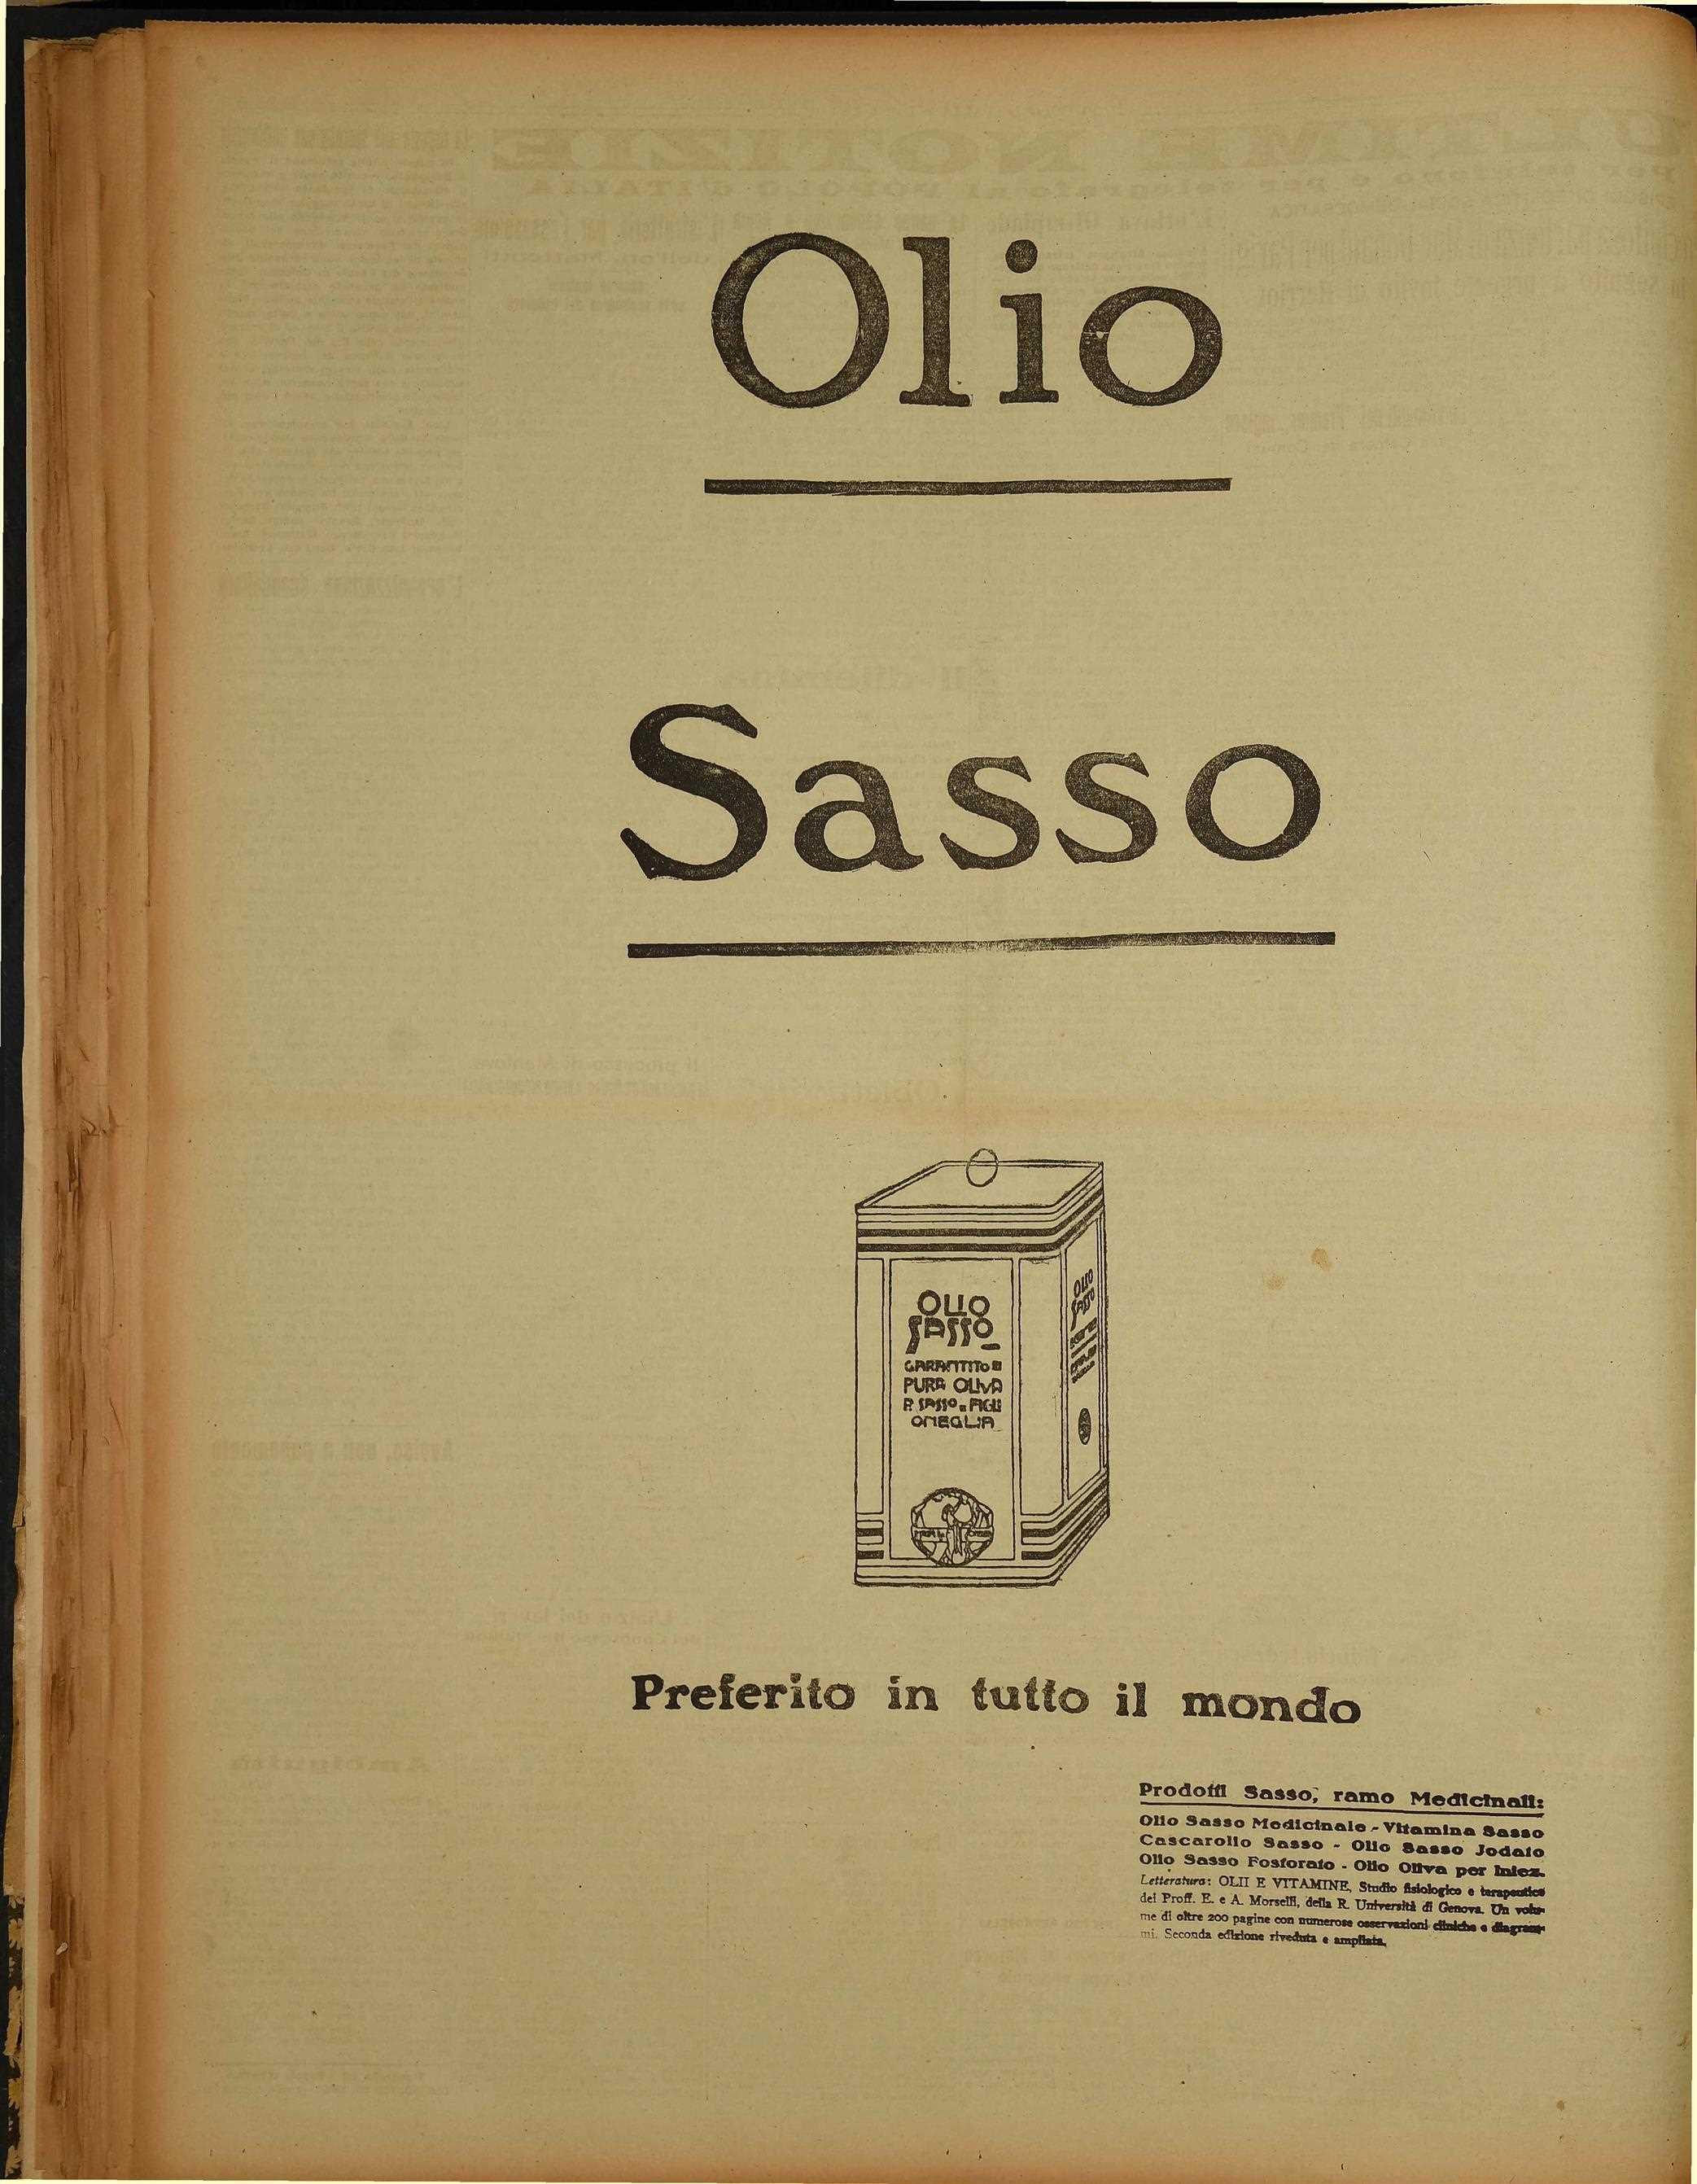 Olio
Sasso
OLIO
SASSO
GARANTITO DI
PURA OLIVA
P. SASSO E FIGLI
ONEGLIA
OLIO
SASSO
Preferito in tutto il mondo
Prodotti Sasso, ramo Medicinali:
Olio Sasso Medicinale - Vitamina Sasso
Cascarolio Sasso - Olio Sasso Jodato
Olio Sasso Fosforato - Olio Oliva per Iniez.
Letteratura: OLII E VITAMINE, Studio fisiologico e terapeutico
dei Proff. E. e A. Morselli, della R. Università di Genova. Un volu-
me di oltre 200 pagine con numerose osservazioni cliniche e diagram-
mi. Seconda edizione riveduta e ampliata.